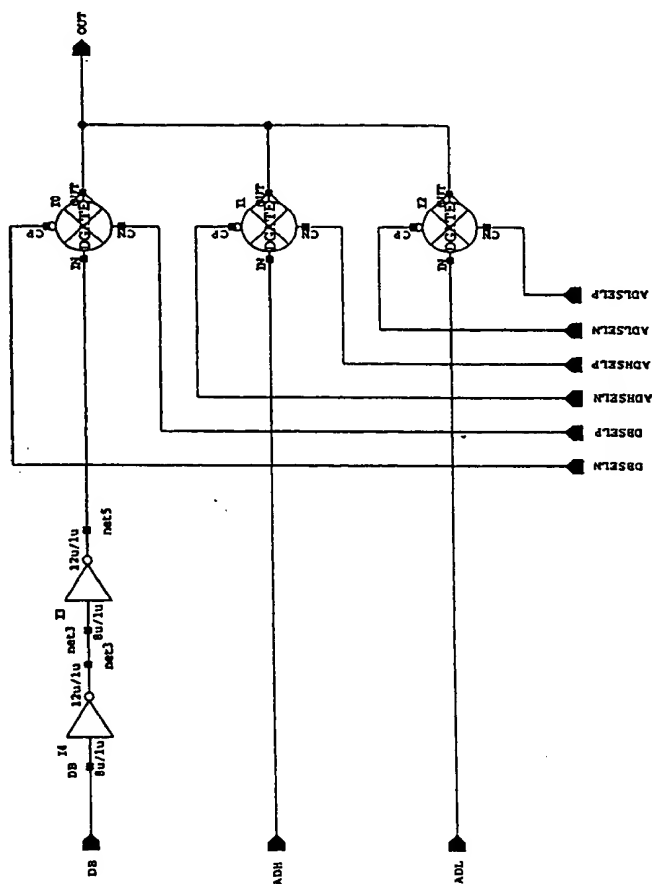 OUT
I0
CP
IN
DGATE
OUT
CN
I1
CP
IN
DGATE
OUT
CN
I2
CP
IN
DGATE
OUT
CN
I4
DB
12u/1u
8u/1u
net3
I3
net3
12u/1u
8u/1u
net5
DB
ADH
ADL
DBSELN
DBSELP
ADHSELN
ADHSELP
ADLSELN
ADLSELP